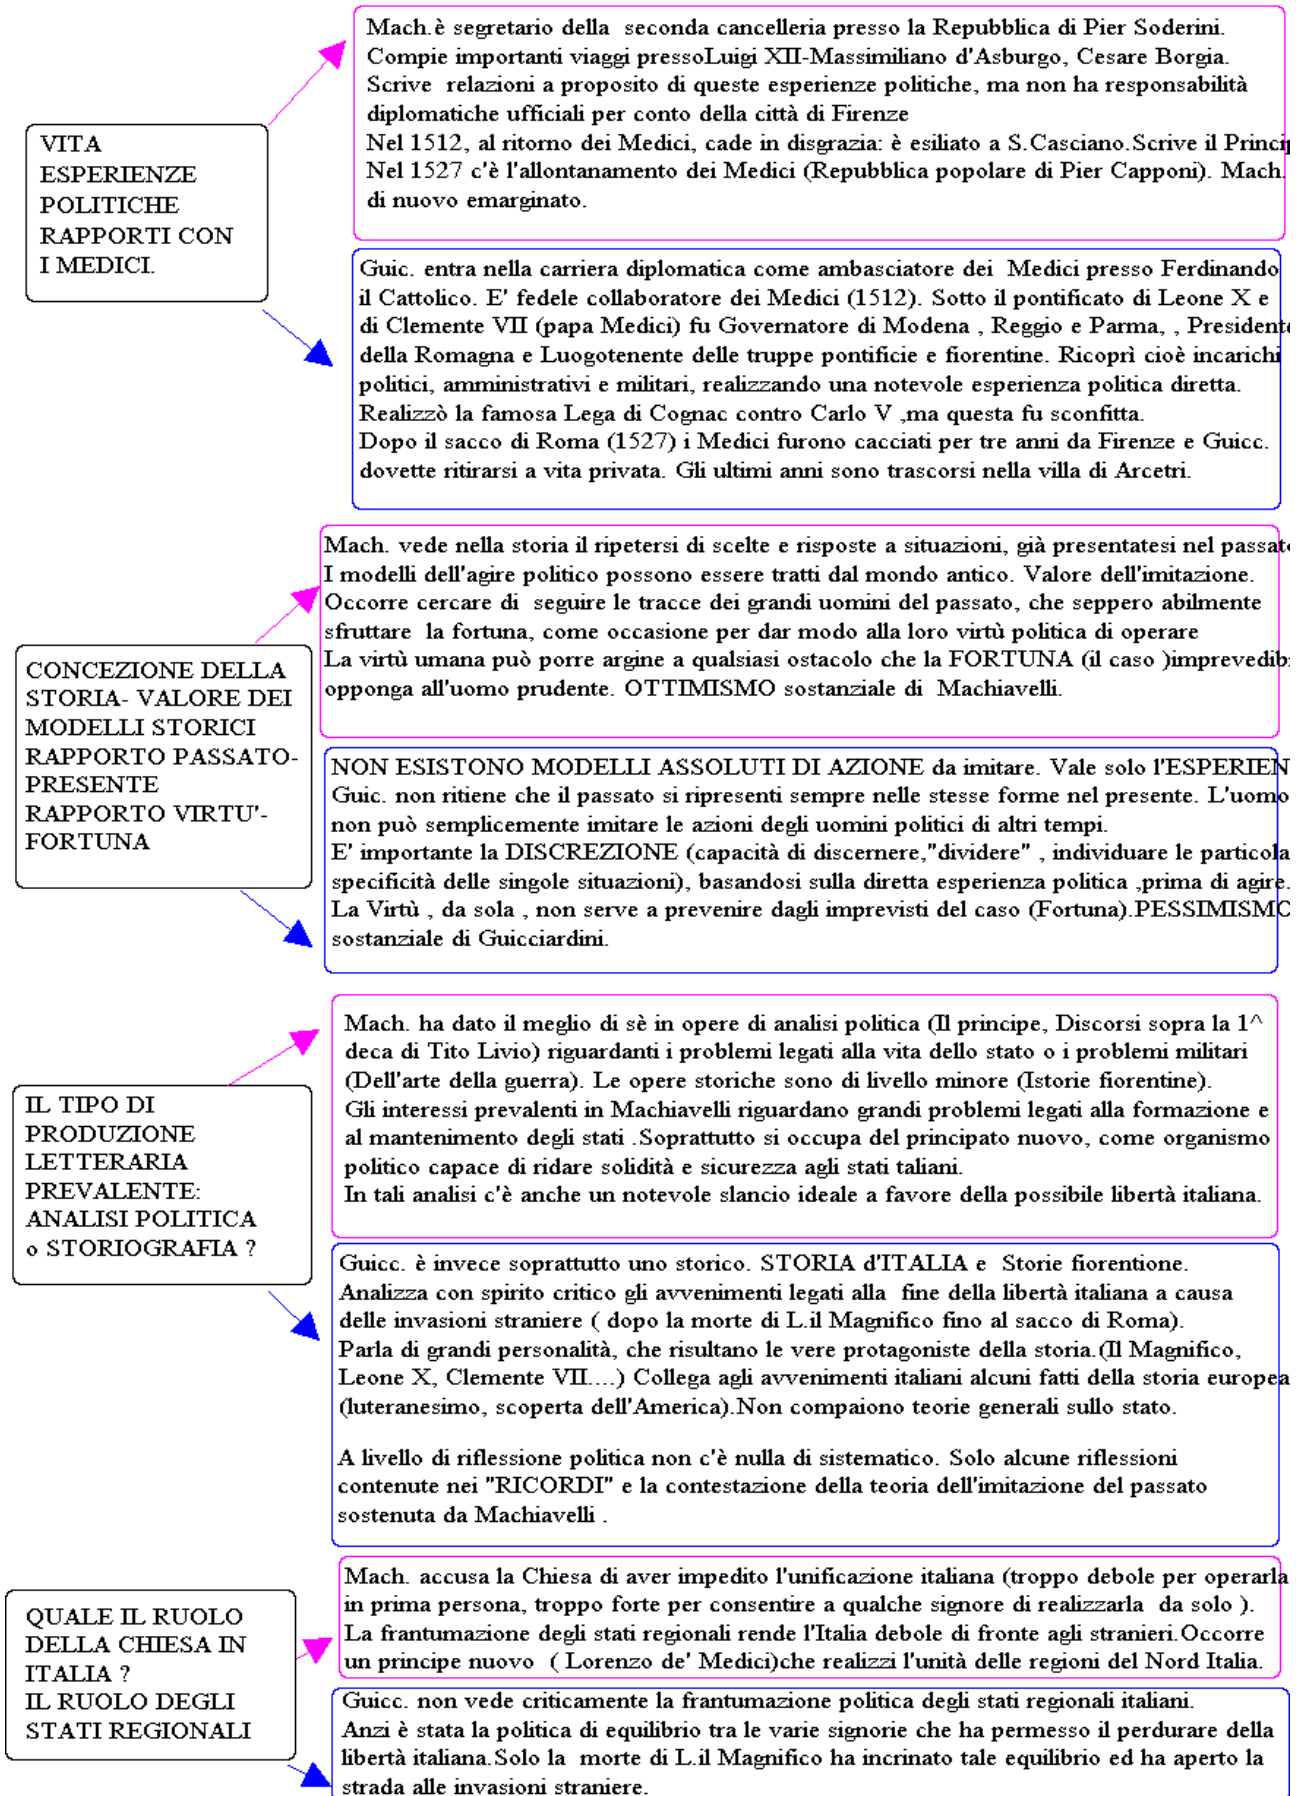 VITA
ESPERIENZE
POLITICHE
RAPPORTI CON
I MEDICI.
Mach.è segretario della seconda cancelleria presso la Repubblica di Pier Soderini.
Compie importanti viaggi pressoLuigi XII-Massimiliano d'Asburgo, Cesare Borgia.
Scrive relazioni a proposito di queste esperienze politiche, ma non ha responsabilità
diplomatiche ufficiali per conto della città di Firenze
Nel 1512, al ritorno dei Medici, cade in disgrazia: è esiliato a S.Casciano.Scrive il Princip
Nel 1527 c'è l'allontanamento dei Medici (Repubblica popolare di Pier Capponi). Mach.
di nuovo emarginato.
Guic. entra nella carriera diplomatica come ambasciatore dei Medici presso Ferdinando
il Cattolico. E' fedele collaboratore dei Medici (1512). Sotto il pontificato di Leone X e
di Clemente VII (papa Medici) fu Governatore di Modena , Reggio e Parma, , Presidente
della Romagna e Luogotenente delle truppe pontificie e fiorentine. Ricoprì cioè incarichi
politici, amministrativi e militari, realizzando una notevole esperienza politica diretta.
Realizzò la famosa Lega di Cognac contro Carlo V ,ma questa fu sconfitta.
Dopo il sacco di Roma (1527) i Medici furono cacciati per tre anni da Firenze e Guicc.
dovette ritirarsi a vita privata. Gli ultimi anni sono trascorsi nella villa di Arcetri.
CONCEZIONE DELLA
STORIA- VALORE DEI
MODELLI STORICI
RAPPORTO PASSATO-
PRESENTE
RAPPORTO VIRTU'-
FORTUNA
Mach. vede nella storia il ripetersi di scelte e risposte a situazioni, già presentatesi nel passato
I modelli dell'agire politico possono essere tratti dal mondo antico. Valore dell'imitazione.
Occorre cercare di seguire le tracce dei grandi uomini del passato, che seppero abilmente
sfruttare la fortuna, come occasione per dar modo alla loro virtù politica di operare
La virtù umana può porre argine a qualsiasi ostacolo che la FORTUNA (il caso )imprevedibi
opponga all'uomo prudente. OTTIMISMO sostanziale di Machiavelli.
NON ESISTONO MODELLI ASSOLUTI DI AZIONE da imitare. Vale solo l'ESPERIEN
Guic. non ritiene che il passato si ripresenti sempre nelle stesse forme nel presente. L'uomo
non può semplicemente imitare le azioni degli uomini politici di altri tempi.
E' importante la DISCREZIONE (capacità di discernere,"dividere" , individuare le particola
specificità delle singole situazioni), basandosi sulla diretta esperienza politica ,prima di agire.
La Virtù , da sola , non serve a prevenire dagli imprevisti del caso (Fortuna).PESSIMISMO
sostanziale di Guicciardini.
IL TIPO DI
PRODUZIONE
LETTERARIA
PREVALENTE:
ANALISI POLITICA
o STORIOGRAFIA ?
Mach. ha dato il meglio di sè in opere di analisi politica (Il principe, Discorsi sopra la 1^
deca di Tito Livio) riguardanti i problemi legati alla vita dello stato o i problemi militari
(Dell'arte della guerra). Le opere storiche sono di livello minore (Istorie fiorentine).
Gli interessi prevalenti in Machiavelli riguardano grandi problemi legati alla formazione e
al mantenimento degli stati .Soprattutto si occupa del principato nuovo, come organismo
politico capace di ridare solidità e sicurezza agli stati taliani.
In tali analisi c'è anche un notevole slancio ideale a favore della possibile libertà italiana.
Guicc. è invece soprattutto uno storico. STORIA d'ITALIA e Storie fiorentione.
Analizza con spirito critico gli avvenimenti legati alla fine della libertà italiana a causa
delle invasioni straniere ( dopo la morte di L.il Magnifico fino al sacco di Roma).
Parla di grandi personalità, che risultano le vere protagoniste della storia.(Il Magnifico,
Leone X, Clemente VII....) Collega agli avvenimenti italiani alcuni fatti della storia europea
(luteranesimo, scoperta dell'America).Non compaiono teorie generali sullo stato.
A livello di riflessione politica non c'è nulla di sistematico. Solo alcune riflessioni
contenute nei "RICORDI" e la contestazione della teoria dell'imitazione del passato
sostenuta da Machiavelli .
QUALE IL RUOLO
DELLA CHIESA IN
ITALIA ?
IL RUOLO DEGLI
STATI REGIONALI
Mach. accusa la Chiesa di aver impedito l'unificazione italiana (troppo debole per operarla
in prima persona, troppo forte per consentire a qualche signore di realizzarla da solo ).
La frantumazione degli stati regionali rende l'Italia debole di fronte agli stranieri.Occorre
un principe nuovo ( Lorenzo de' Medici)che realizzi l'unità delle regioni del Nord Italia.
Guicc. non vede criticamente la frantumazione politica degli stati regionali italiani.
Anzi è stata la politica di equilibrio tra le varie signorie che ha permesso il perdurare della
libertà italiana.Solo la morte di L.il Magnifico ha incrinato tale equilibrio ed ha aperto la
strada alle invasioni straniere.